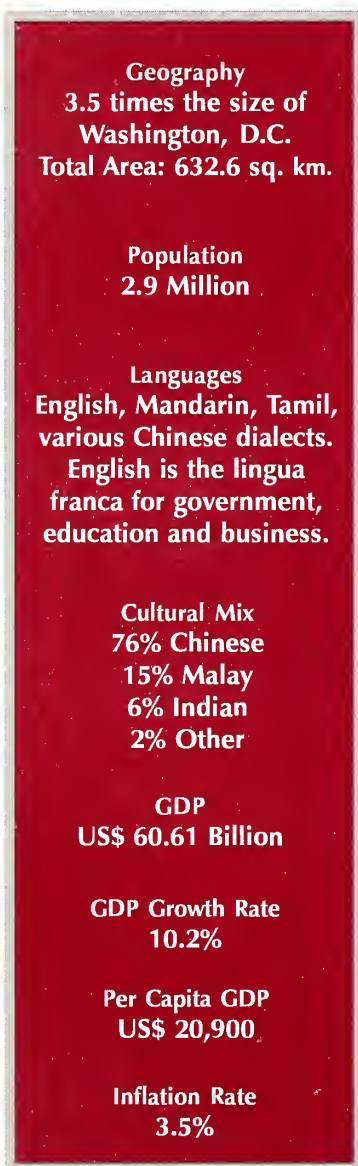 Geography
3.5 times the size of
Washington, D.C.
Total Area: 632.6 sq. km.
Population
2.9 Million
Languages
English, Mandarin, Tamil,
various Chinese dialects.
English is the lingua
franca for government,
education and business.
Cultural Mix
76% Chinese
15% Malay
6% Indian
2% Other
GDP
US$ 60.61 Billion
GDP Growth Rate
10.2%
Per Capita GDP
US$ 20,900
Inflation Rate
3.5%